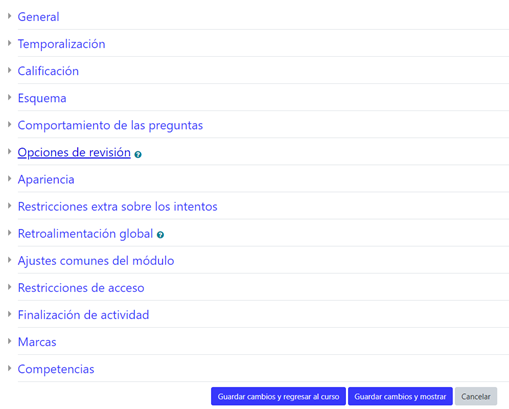 General
Temporalización
Calificación
Esquema
Comportamiento de las preguntas
Opciones de revisión
Apariencia
Restricciones extra sobre los intentos
Retroalimentación global
Ajustes comunes del módulo
Restricciones de acceso
Finalización de actividad
Marcas
Competencias
Guardar cambios y regresar al curso Guardar cambios y mostrar Cancelar